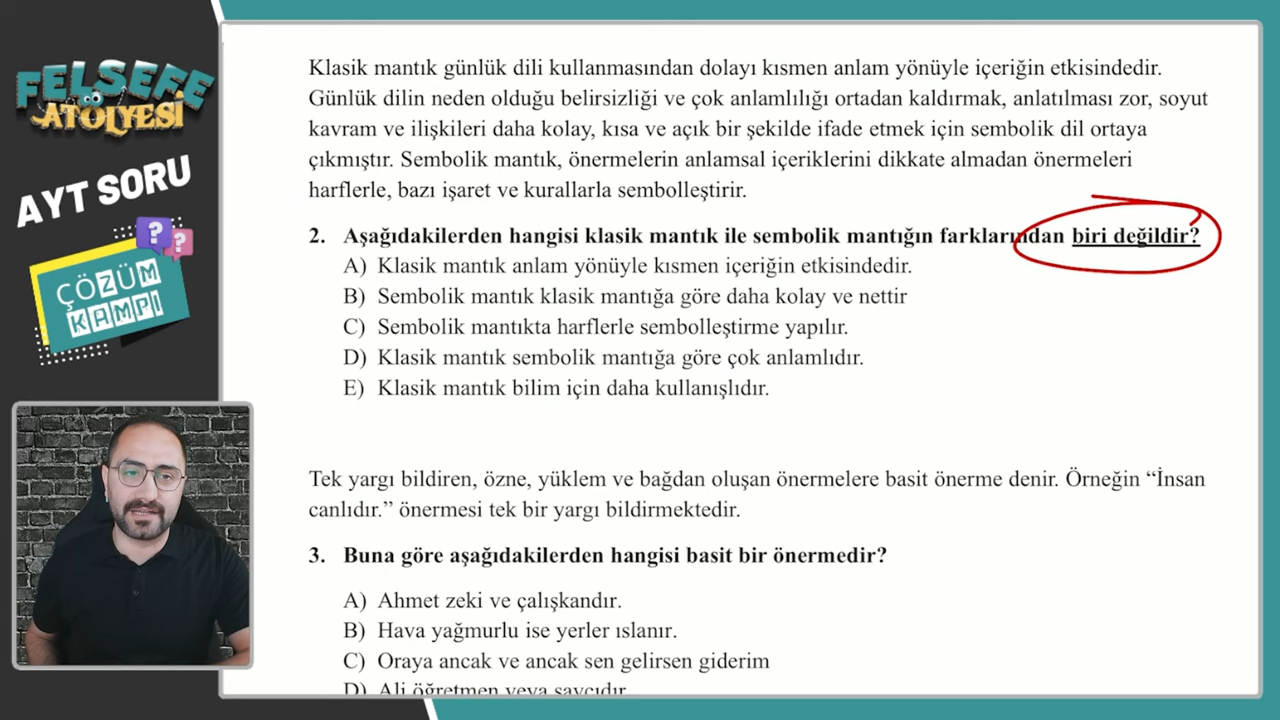 FELSEFE
ATÖLYESİ
AYT SORU
? ?
ÇÖZÜM
KAMPI
Klasik mantık günlük dili kullanmasından dolayı kısmen anlam yönüyle içeriğin etkisindedir.
Günlük dilin neden olduğu belirsizliği ve çok anlamlılığı ortadan kaldırmak, anlatılması zor, soyut
kavram ve ilişkileri daha kolay, kısa ve açık bir şekilde ifade etmek için sembolik dil ortaya
çıkmıştır. Sembolik mantık, önermelerin anlamsal içeriklerini dikkate almadan önermeleri
harflerle, bazı işaret ve kurallarla sembolleştirir.
2. Aşağıdakilerden hangisi klasik mantık ile sembolik mantığın farklarından biri değildir?
A) Klasik mantık anlam yönüyle kısmen içeriğin etkisindedir.
B) Sembolik mantık klasik mantığa göre daha kolay ve nettir
C) Sembolik mantıkta harflerle sembolleştirme yapılır.
D) Klasik mantık sembolik mantığa göre çok anlamlıdır.
E) Klasik mantık bilim için daha kullanışlıdır.
Tek yargı bildiren, özne, yüklem ve bağdan oluşan önermelere basit önerme denir. Örneğin “İnsan
canlıdır.” önermesi tek bir yargı bildirmektedir.
3. Buna göre aşağıdakilerden hangisi basit bir önermedir?
A) Ahmet zeki ve çalışkandır.
B) Hava yağmurlu ise yerler ıslanır.
C) Oraya ancak ve ancak sen gelirsen giderim
D) Ali öğretmen veya savcıdır